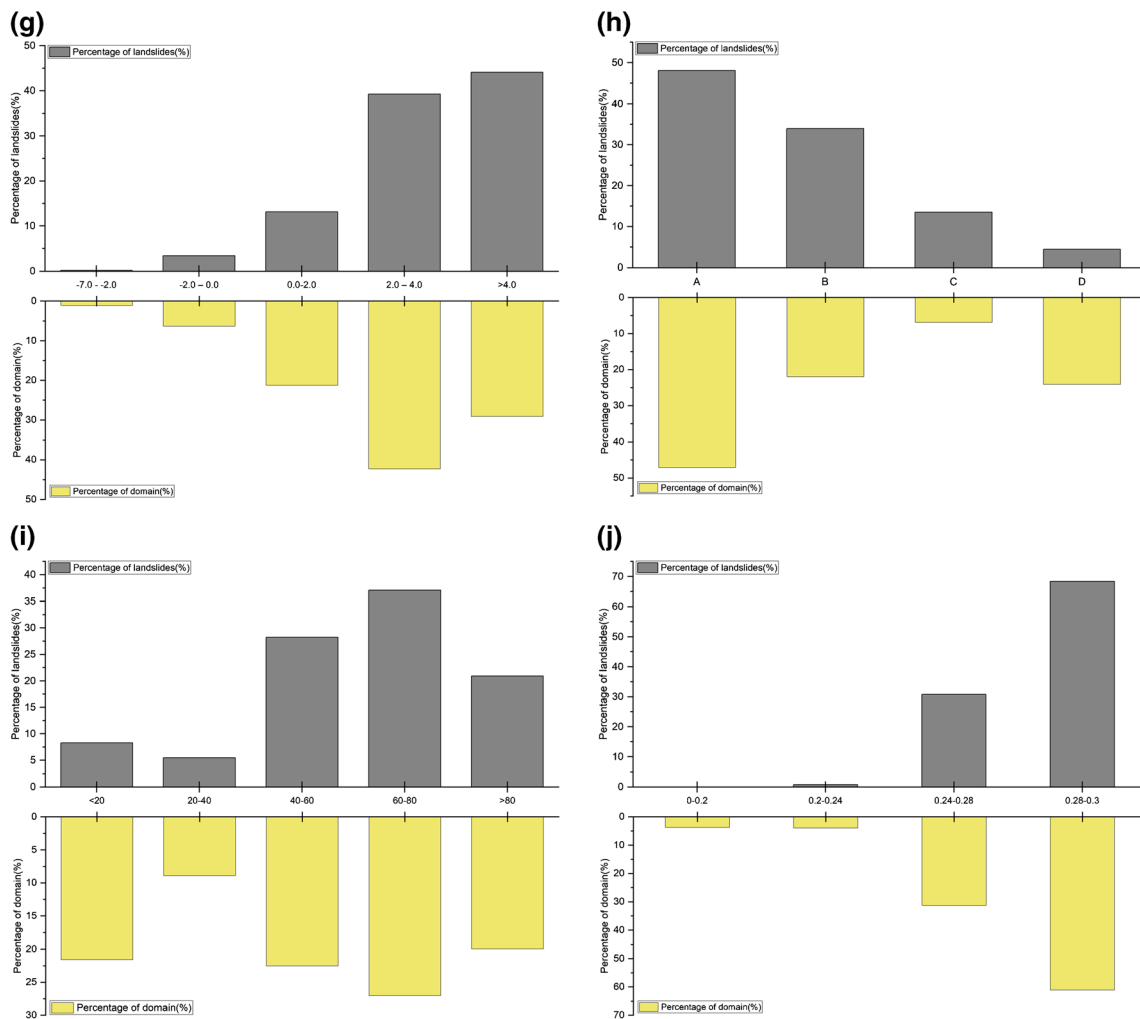 (g)
Percentage of landslides(%)
Percentage of landslides(%)
50
40
30
20
10
0
-7.0 - -2.0
-2.0 – 0.0
0.0-2.0
2.0 – 4.0
>4.0
0
10
20
30
40
50
Percentage of domain(%)
Percentage of domain(%)
(h)
Percentage of landslides(%)
Percentage of landslides(%)
50
40
30
20
10
0
A
B
C
D
0
10
20
30
40
50
Percentage of domain(%)
Percentage of domain(%)
(i)
Percentage of landslides(%)
Percentage of landslides(%)
40
35
30
25
20
15
10
5
0
<20
20-40
40-60
60-80
>80
0
5
10
15
20
25
30
Percentage of domain(%)
Percentage of domain(%)
(j)
Percentage of landslides(%)
Percentage of landslides(%)
70
60
50
40
30
20
10
0
0-0.2
0.2-0.24
0.24-0.28
0.28-0.3
0
10
20
30
40
50
60
70
Percentage of domain(%)
Percentage of domain(%)